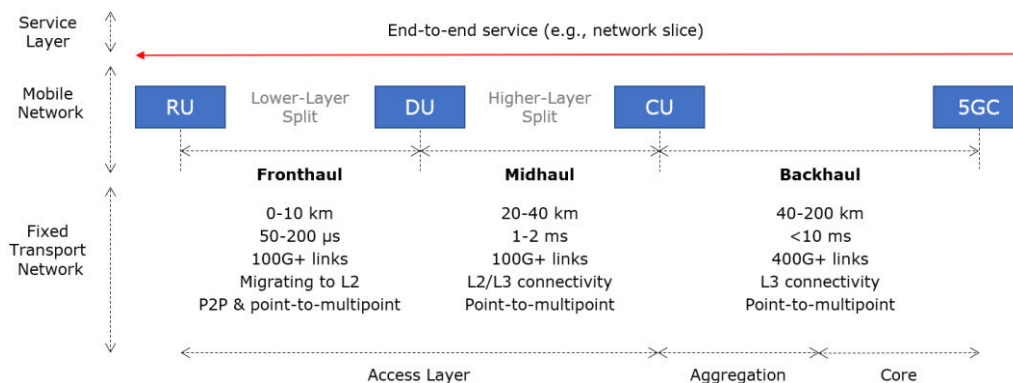 Service
Layer
End-to-end service (e.g., network slice)
Mobile
Network
RU
Lower-Layer
Split
DU
Higher-Layer
Split
CU
5GC
Fronthaul
Midhaul
Backhaul
Fixed
Transport
Network
0-10 km
20-40 km
40-200 km
50-200 µs
1-2 ms
<10 ms
100G+ links
100G+ links
400G+ links
Migrating to L2
L2/L3 connectivity
L3 connectivity
P2P & point-to-multipoint
Point-to-multipoint
Point-to-multipoint
Access Layer
Aggregation
Core